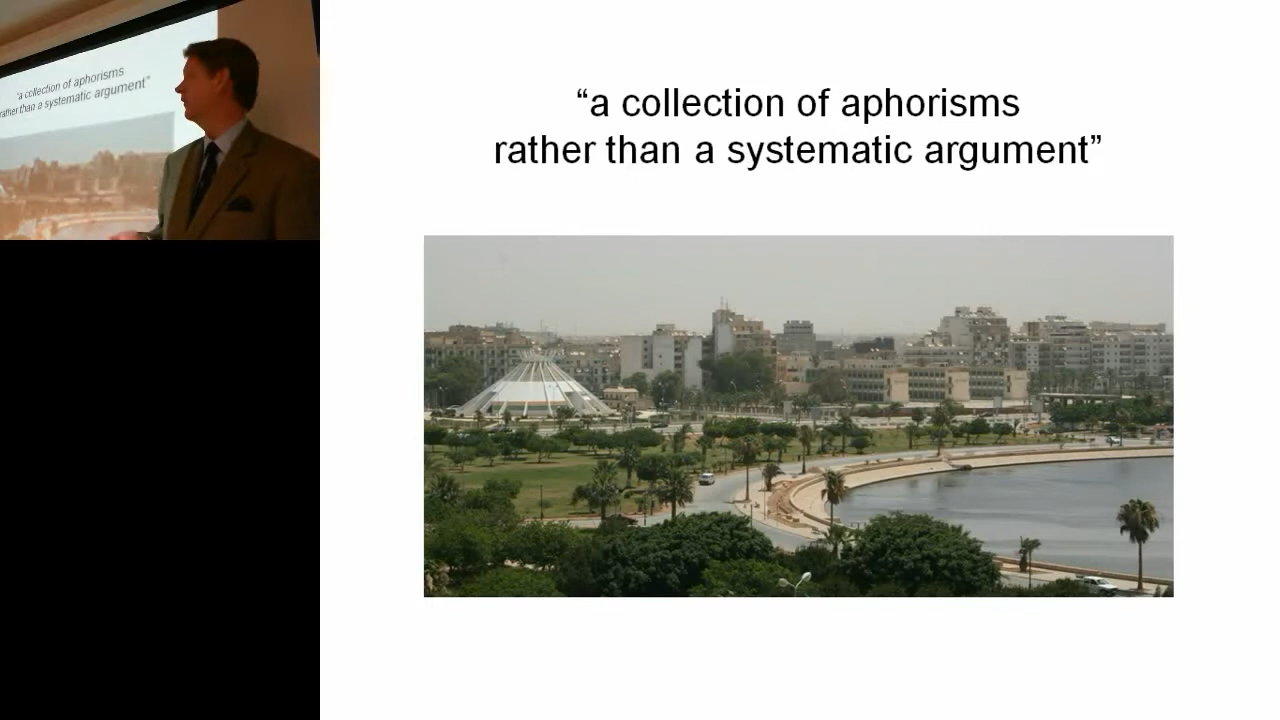 “a collection of aphorisms
rather than a systematic argument”
“a collection of aphorisms
rather than a systematic argument”